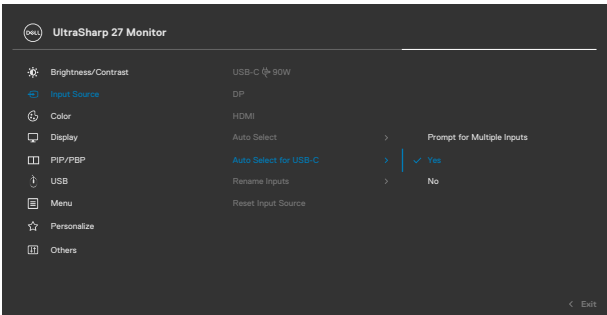 DELL UltraSharp 27 Monitor
Brightness/Contrast
Input Source
Color
Display
PIP/PBP
USB
Menu
Personalize
Others
USB-C 90W
DP
HDMI
Auto Select >
Auto Select for USB-C >
Rename Inputs >
Reset Input Source
Prompt for Multiple Inputs
✓ Yes
No
< Exit